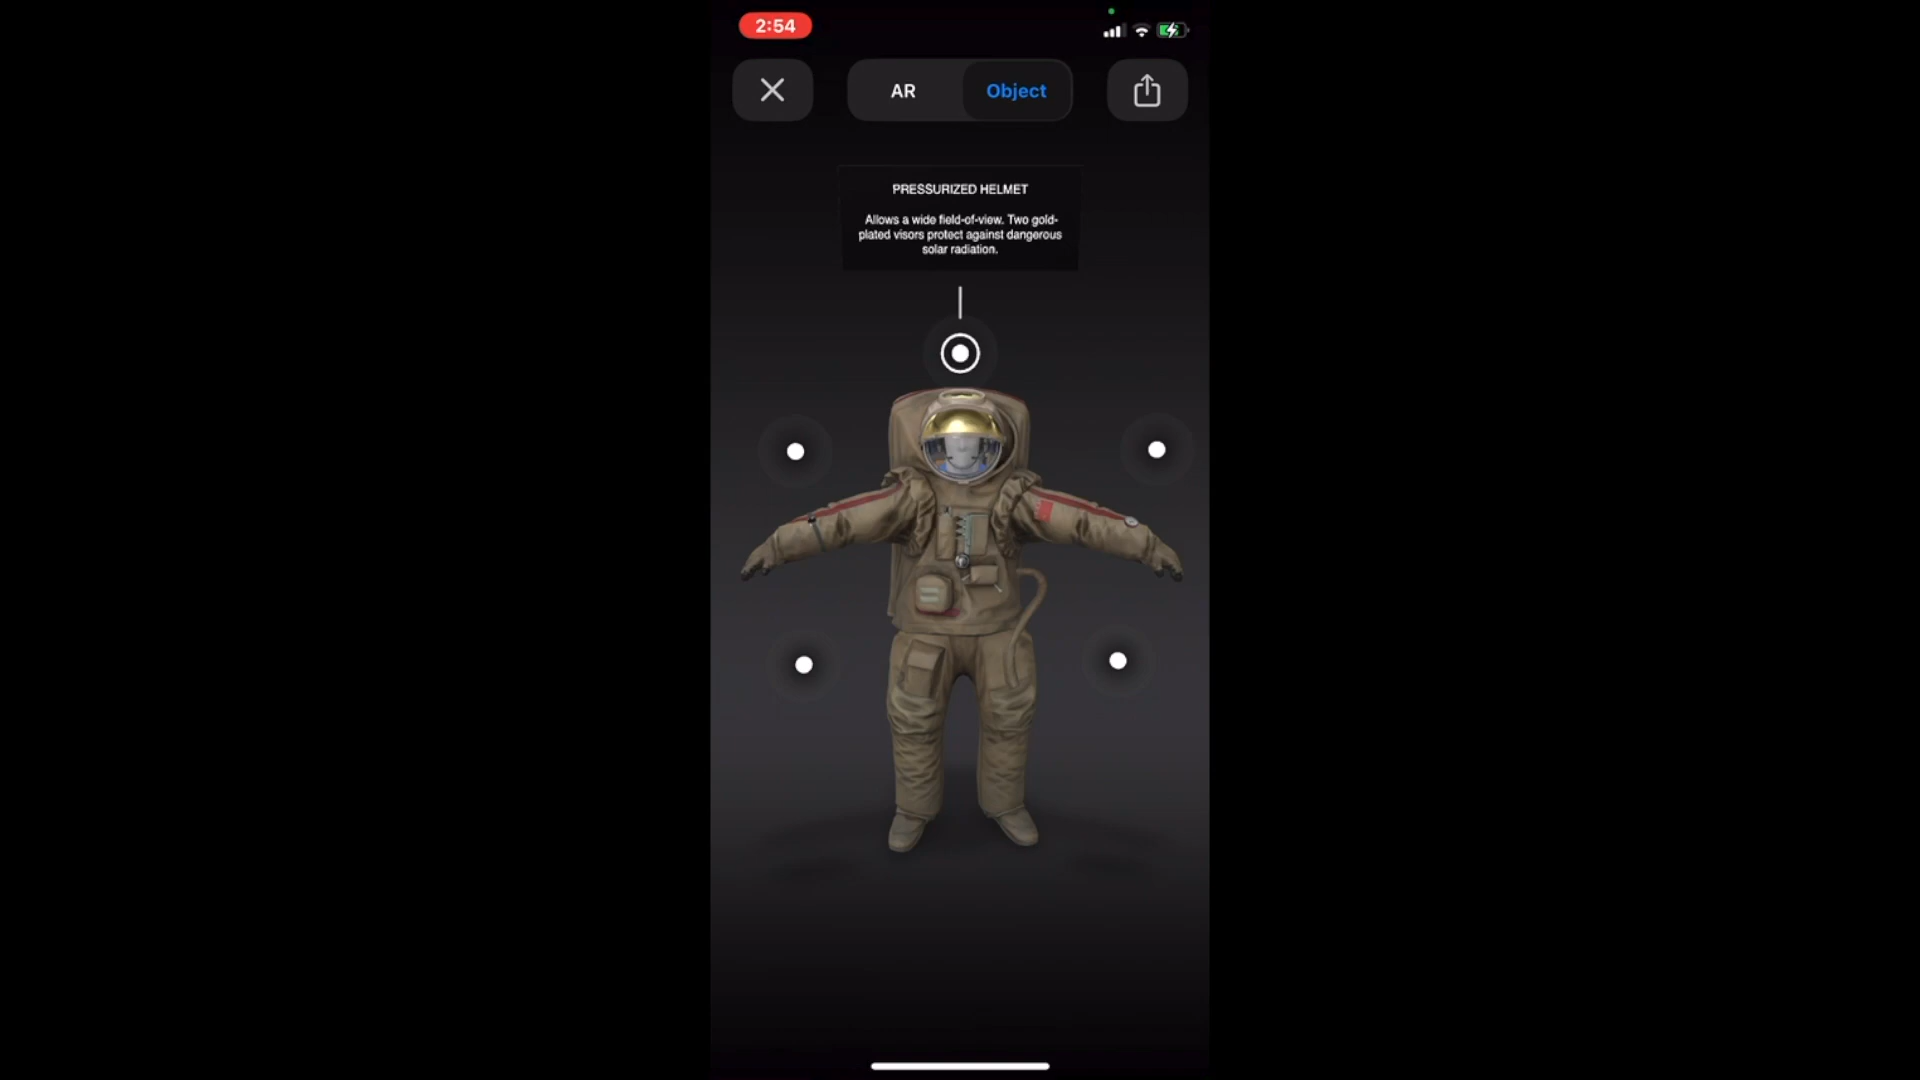 2:54
AR
Object
PRESSURIZED HELMET
Allows a wide field-of-view. Two gold-
plated visors protect against dangerous
solar radiation.